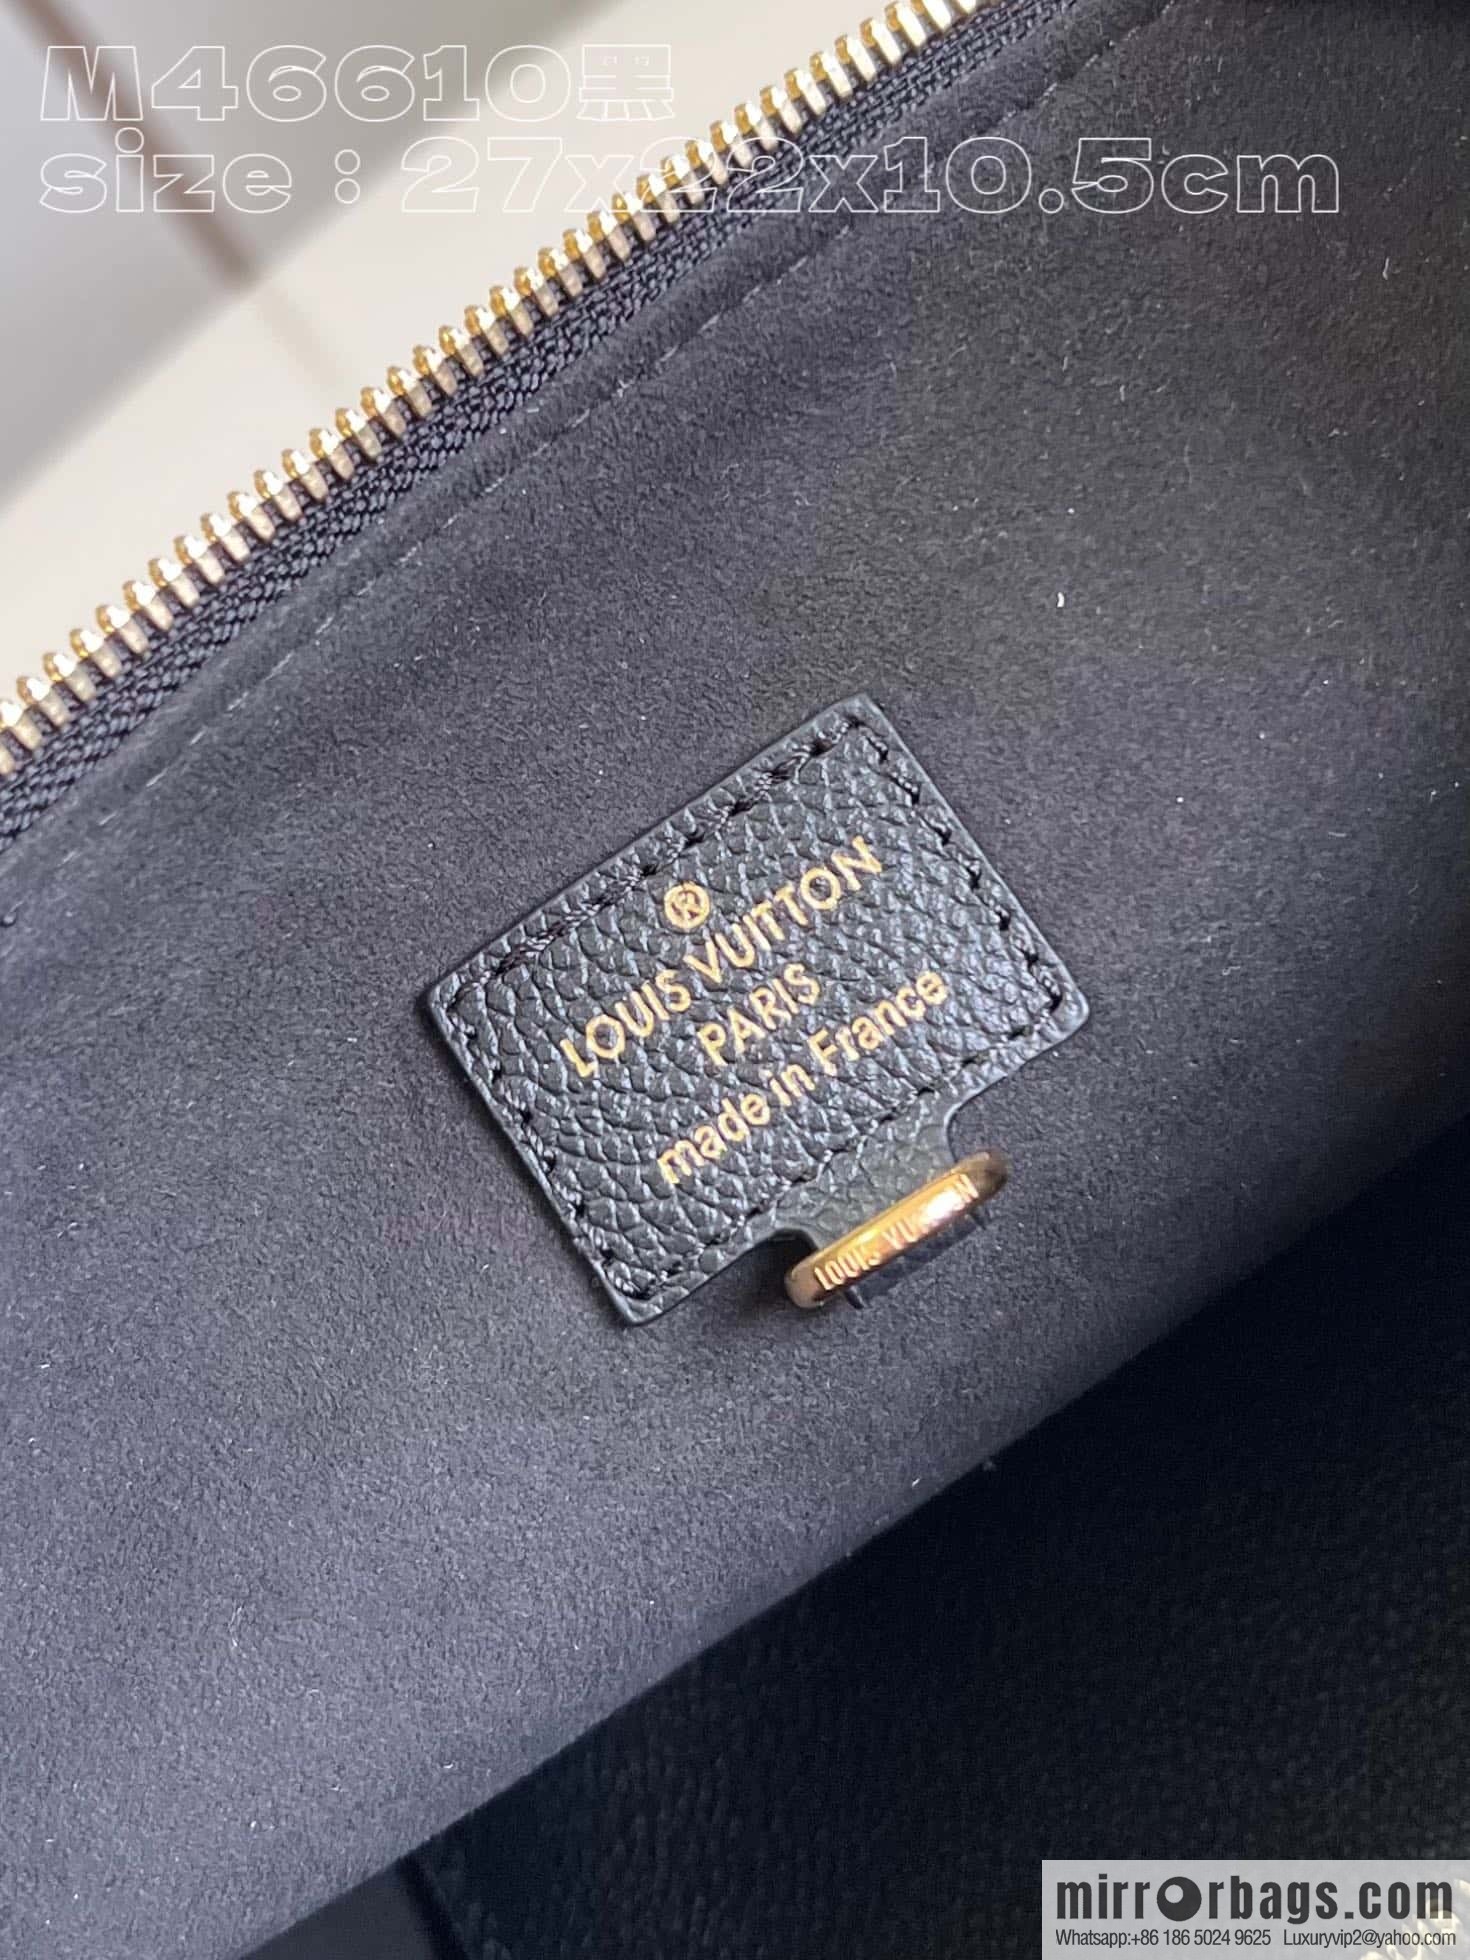 M46610黑
size：27x22x10.5cm
®
LOUIS VUITTON
PARIS
made in France
LOUIS VUITTON
mirrorbags.com
Whatsapp:+86 186 5024 9625 Luxuryvip2@yahoo.com